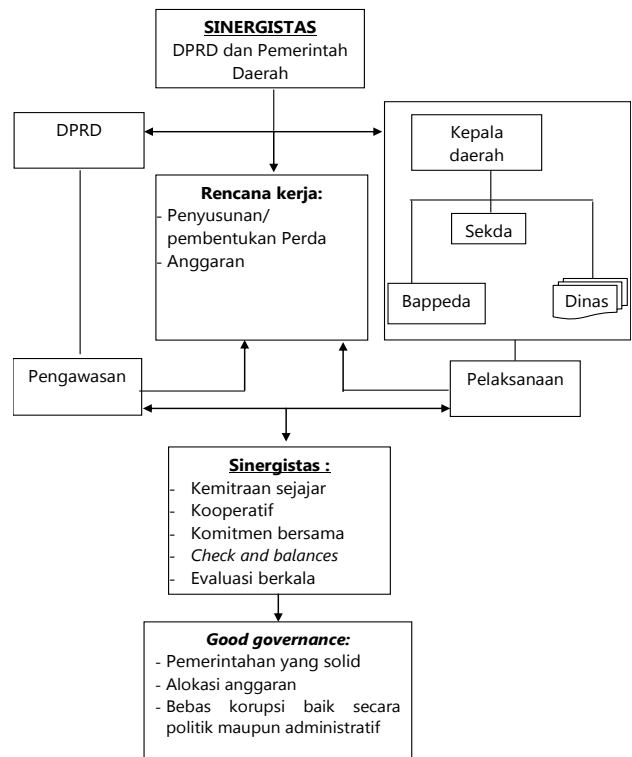 SINERGISTAS
DPRD dan Pemerintah
Daerah
DPRD
Kepala
daerah
Sekda
Bappeda
Dinas
Rencana kerja:
- Penyusunan/
pembentukan Perda
- Anggaran
Pengawasan
Pelaksanaan
Sinergistas :
- Kemitraan sejajar
- Kooperatif
- Komitmen bersama
- Check and balances
- Evaluasi berkala
Good governance:
- Pemerintahan yang solid
- Alokasi anggaran
- Bebas korupsi baik secara
politik maupun administratif